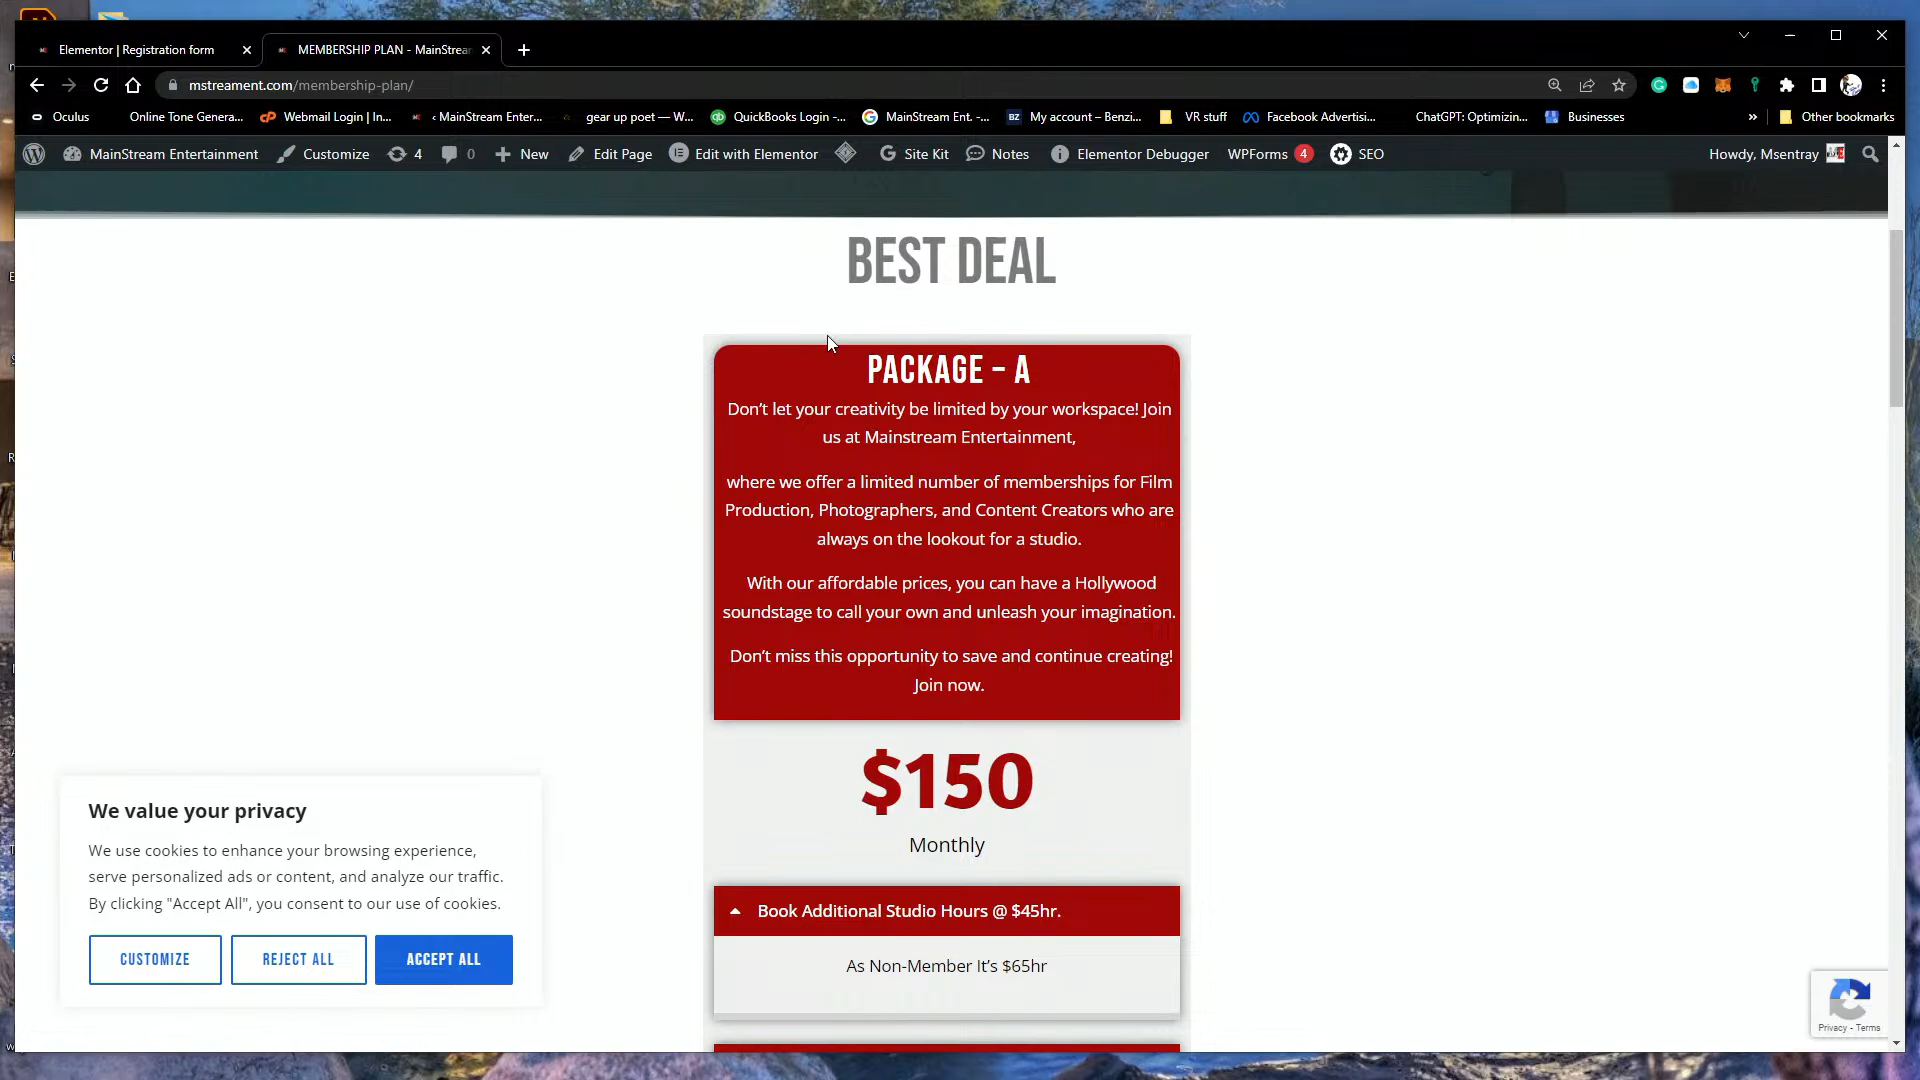 Elementor | Registration form
MEMBERSHIP PLAN - MainStrea
mstreament.com/membership-plan/
Oculus
Online Tone Genera...
Webmail Login | In...
‹ MainStream Enter...
gear up poet — W...
QuickBooks Login -...
MainStream Ent. -...
BZ
My account – Benzi...
VR stuff
Facebook Advertisi...
ChatGPT: Optimizin...
Businesses
»
Other bookmarks
MainStream Entertainment
Customize
4
0
New
Edit Page
Edit with Elementor
Site Kit
Notes
Elementor Debugger
WPForms 4
SEO
Howdy, Msentray
BEST DEAL
PACKAGE – A
Don’t let your creativity be limited by your workspace! Join
us at Mainstream Entertainment,
where we offer a limited number of memberships for Film
Production, Photographers, and Content Creators who are
always on the lookout for a studio.
With our affordable prices, you can have a Hollywood
soundstage to call your own and unleash your imagination.
Don’t miss this opportunity to save and continue creating!
Join now.
$150
Monthly
Book Additional Studio Hours @ $45hr.
As Non-Member It’s $65hr
We value your privacy
We use cookies to enhance your browsing experience,
serve personalized ads or content, and analyze our traffic.
By clicking "Accept All", you consent to our use of cookies.
CUSTOMIZE
REJECT ALL
ACCEPT ALL
Privacy - Terms